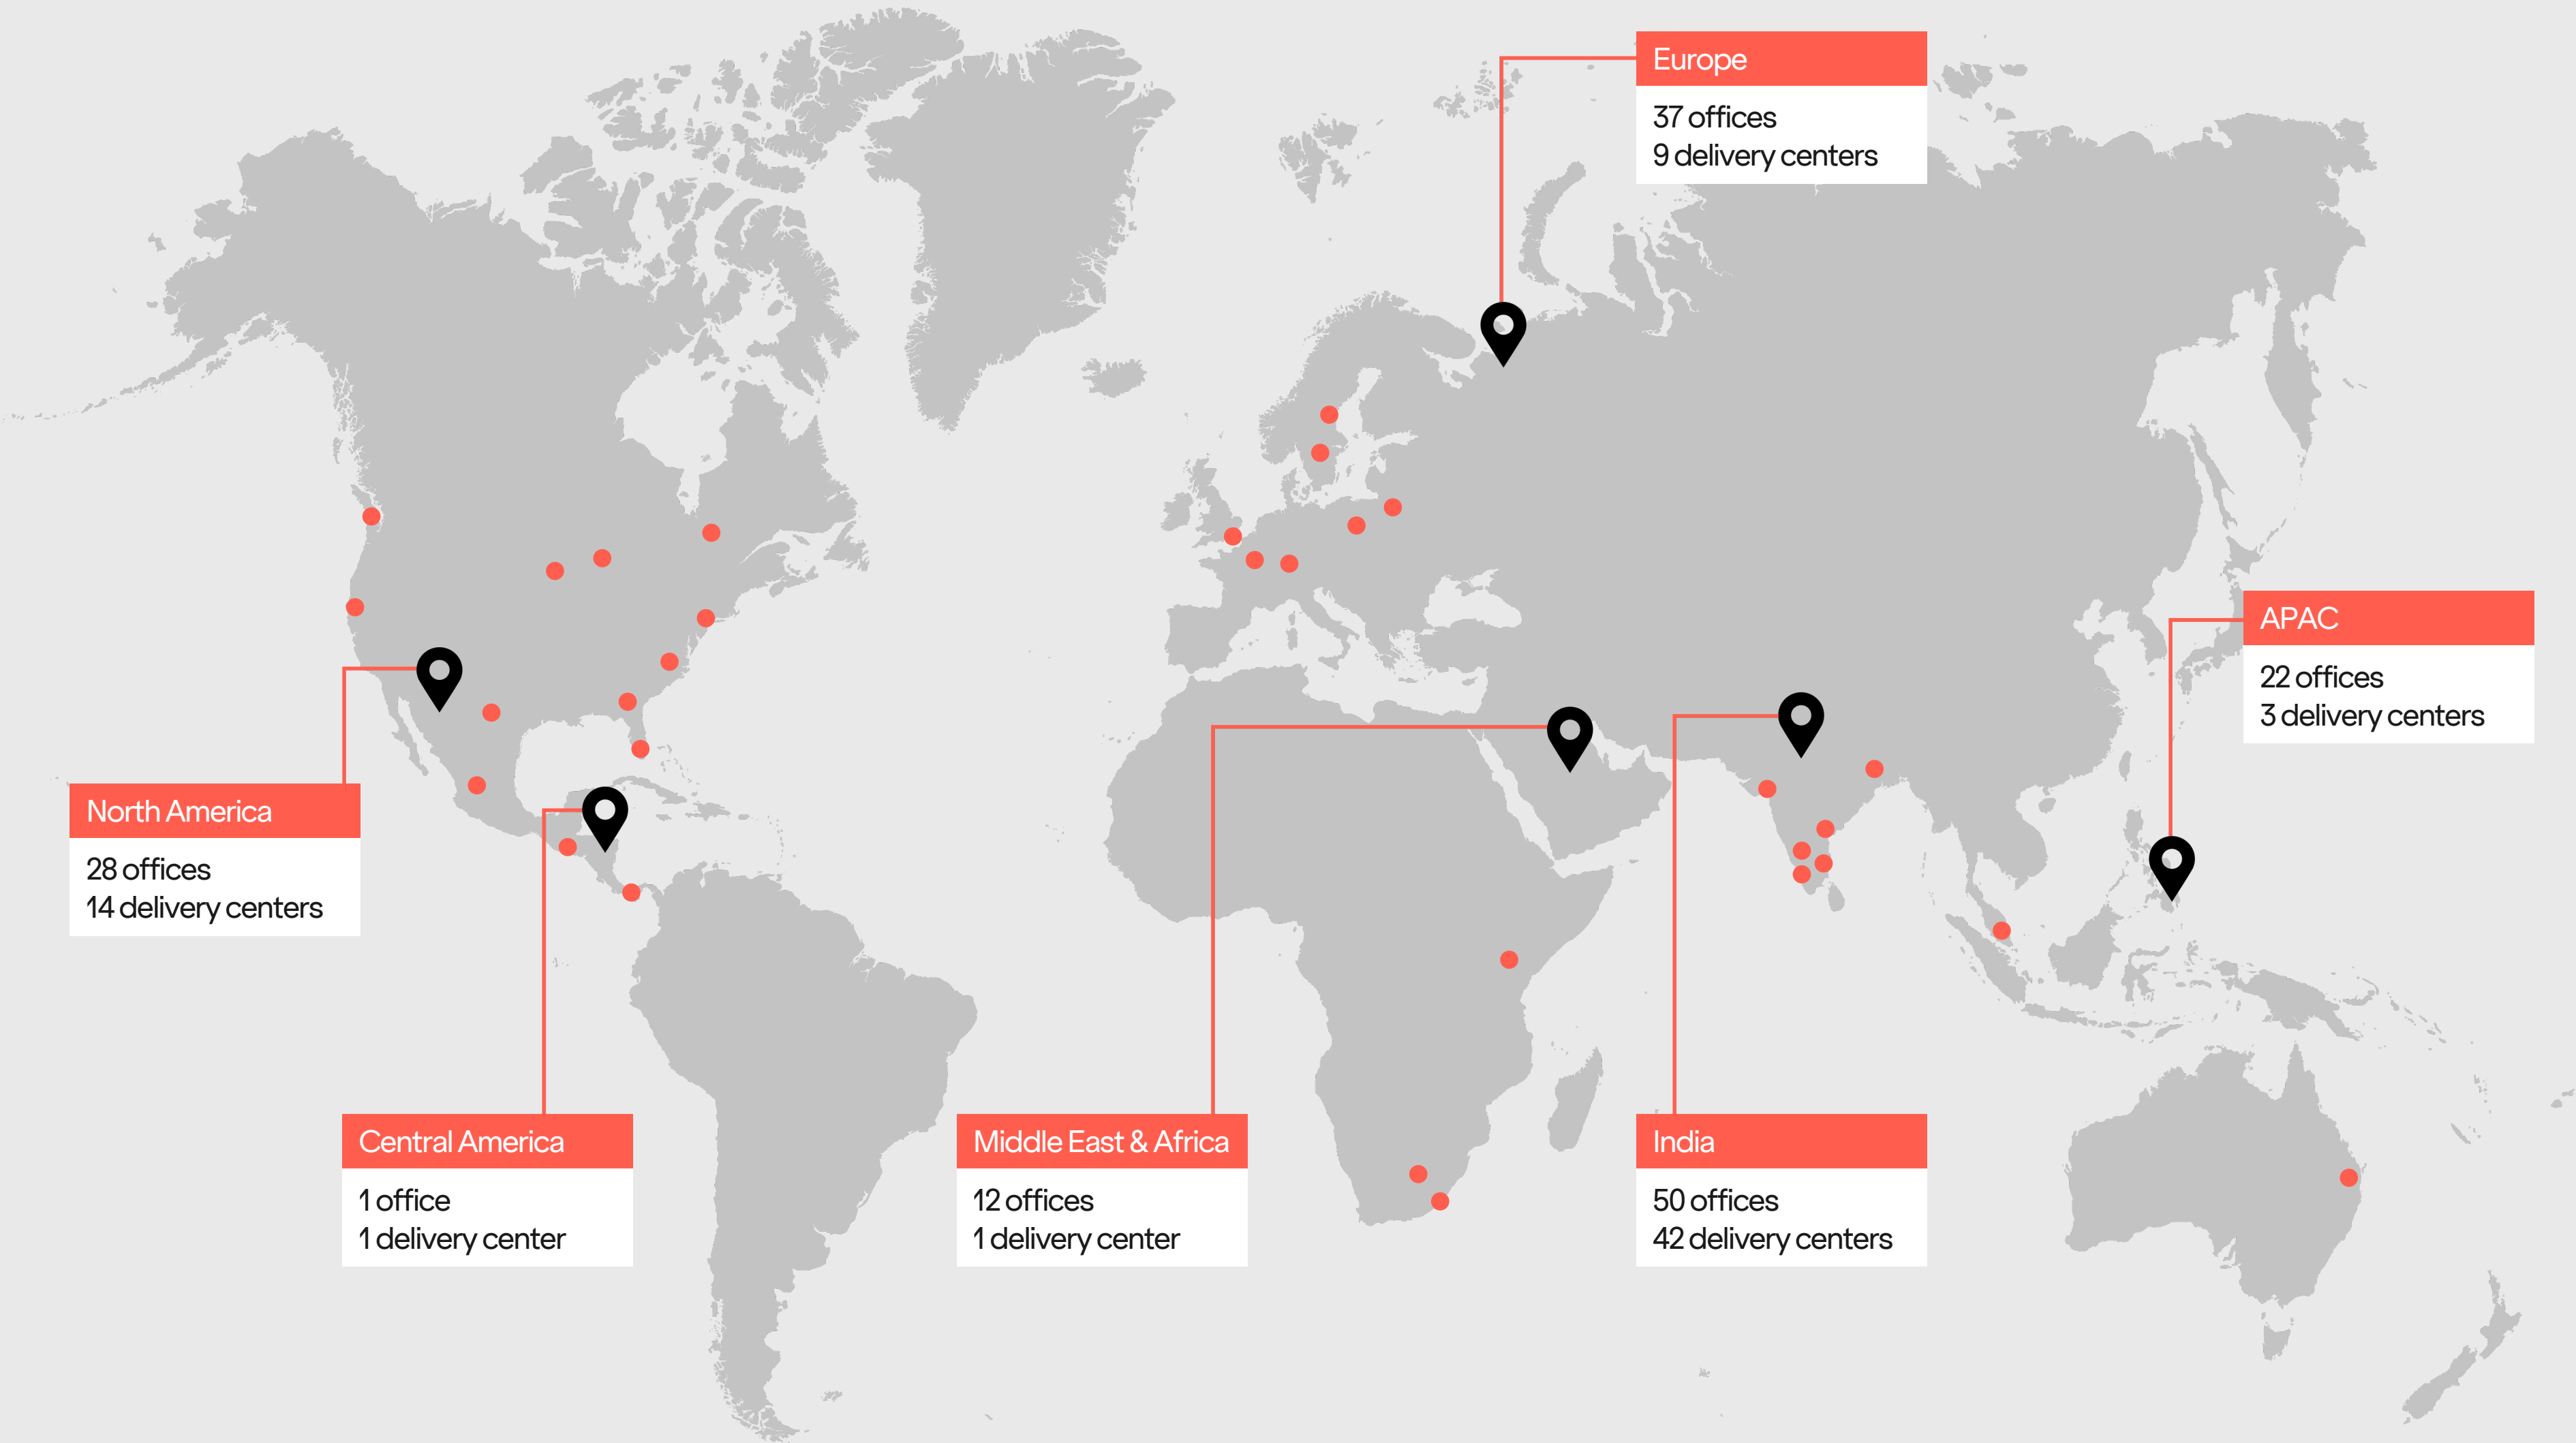 Europe
37 offices
9 delivery centers
APAC
22 offices
3 delivery centers
North America
28 offices
14 delivery centers
Central America
1 office
1 delivery center
Middle East & Africa
12 offices
1 delivery center
India
50 offices
42 delivery centers